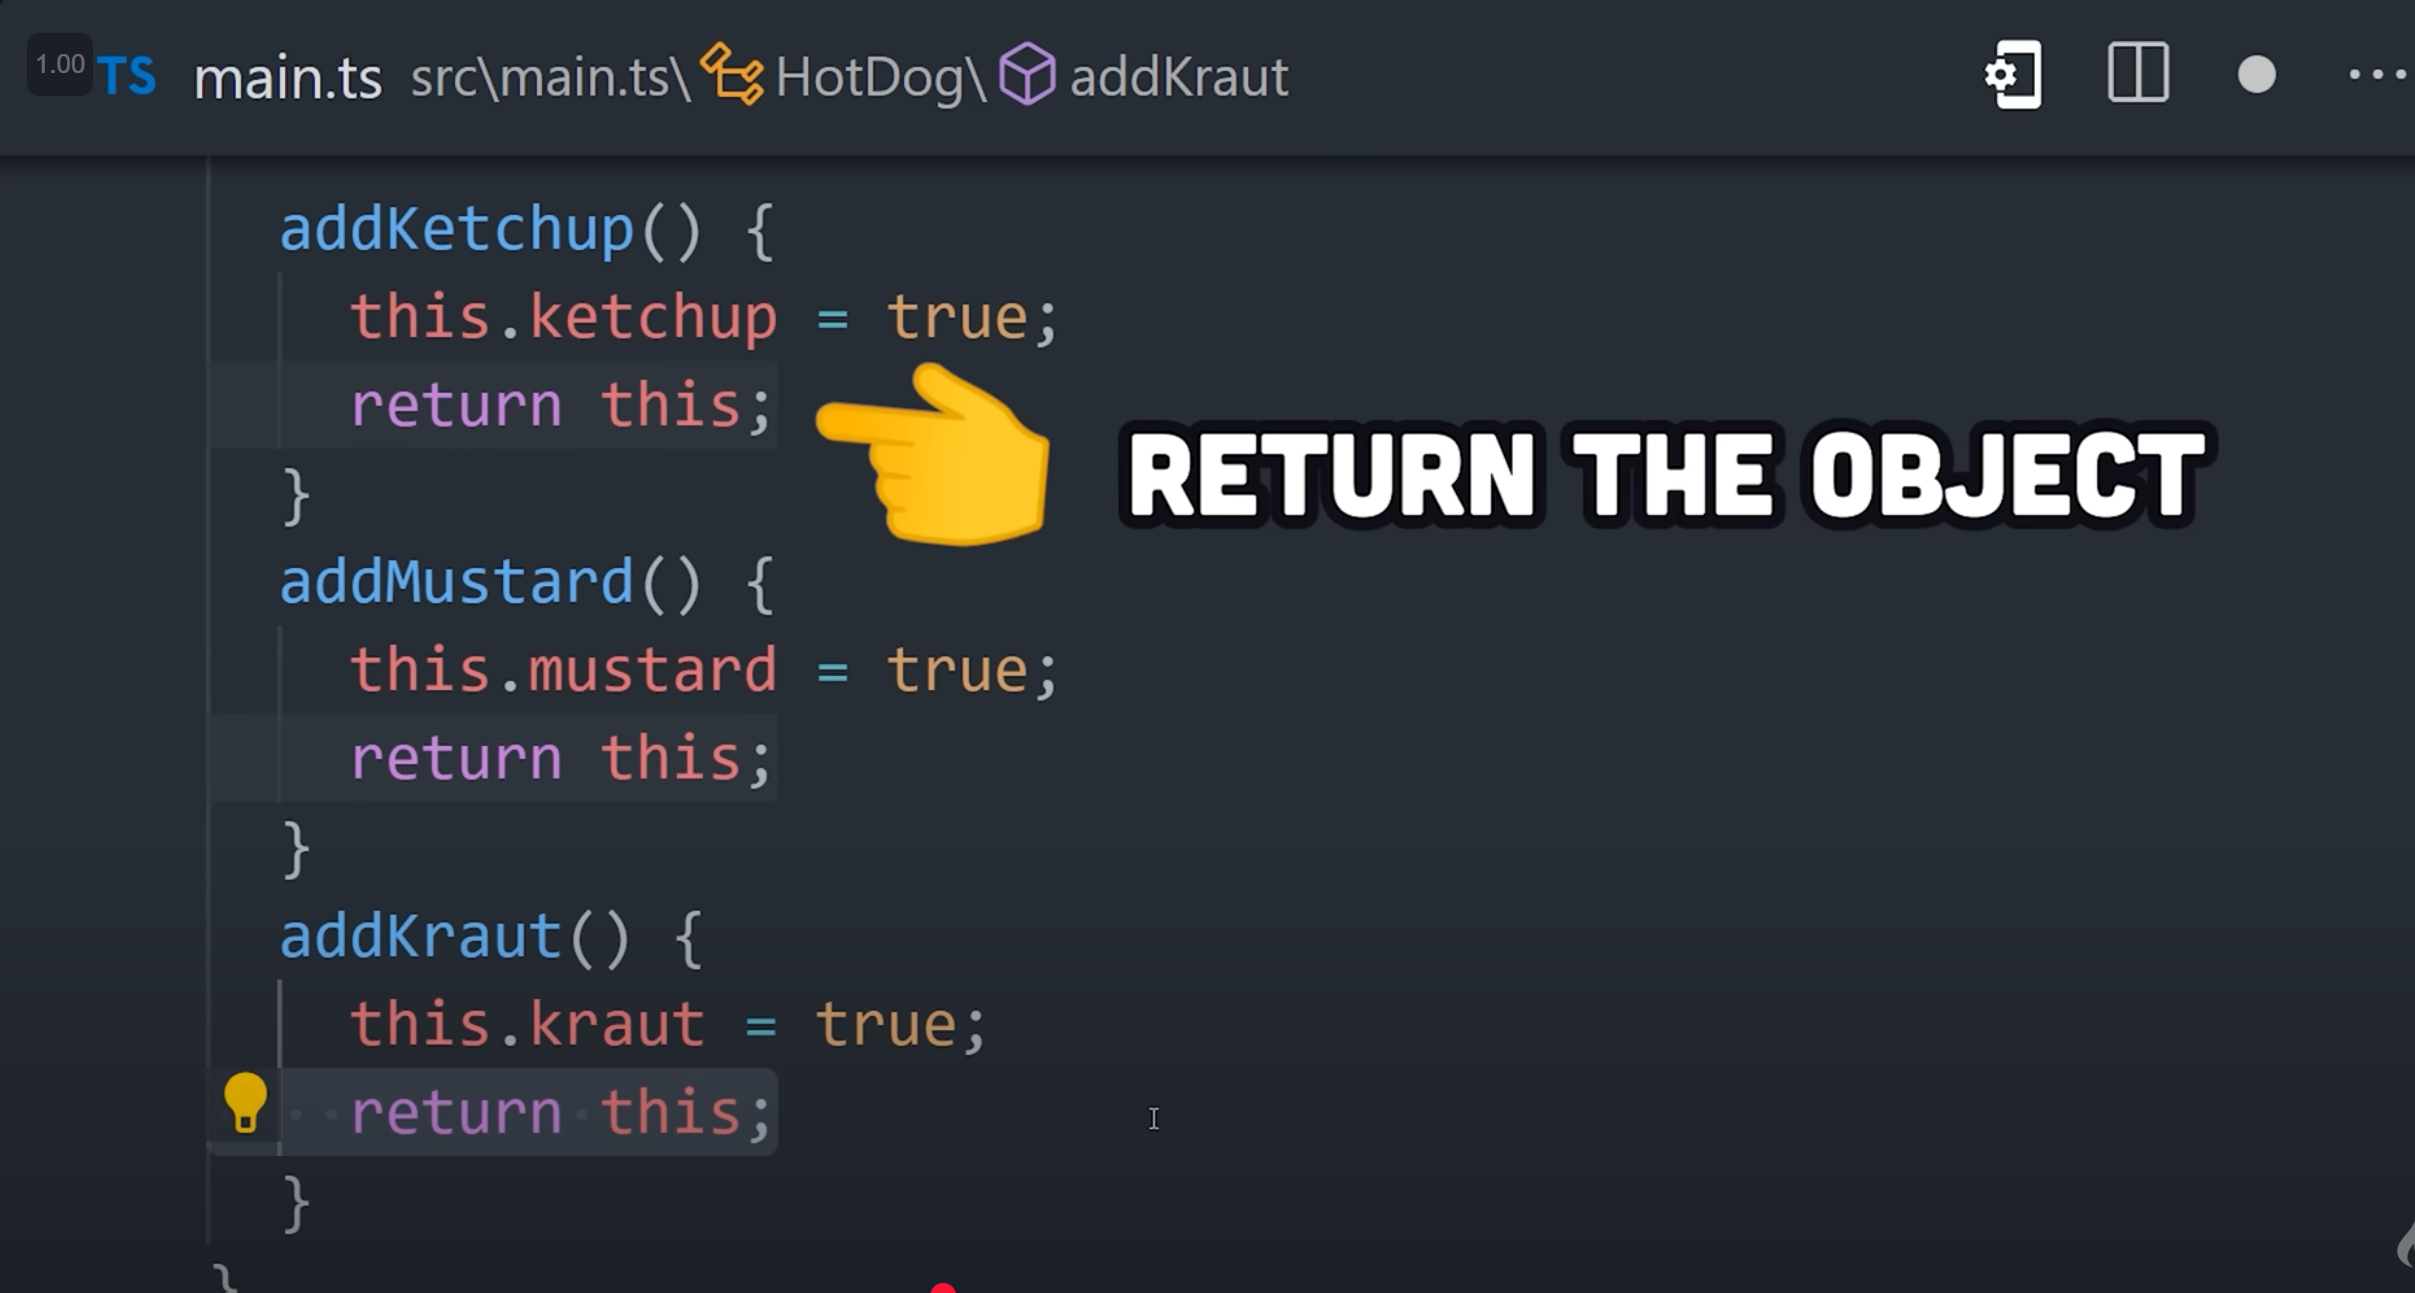 1.00 TS main.ts src\main.ts\ HotDog\ addKraut
addKetchup() {
this.ketchup = true;
return this;
RETURN THE OBJECT
}
addMustard() {
this.mustard = true;
return this;
}
addKraut() {
this.kraut = true;
return this;
}
}